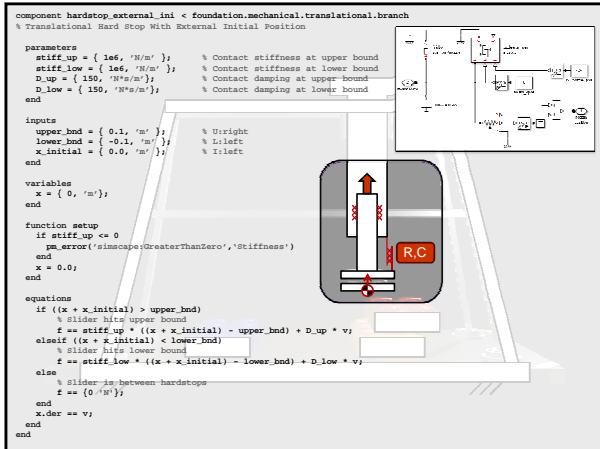 component hardstop_external_ini < foundation.mechanical.translational.branch
% Translational Hard Stop With External Initial Position
parameters
stiff_up = { 1e6, 'N/m' }; % Contact stiffness at upper bound
stiff_low = { 1e6, 'N/m' }; % Contact stiffness at lower bound
D_up = { 150, 'N*s/m'}; % Contact damping at upper bound
D_low = { 150, 'N*s/m'}; % Contact damping at lower bound
end
inputs
upper_bnd = { 0.1, 'm' }; % U:right
lower_bnd = { -0.1, 'm' }; % L:left
x_initial = { 0.0, 'm' }; % I:left
end
variables
x = { 0, 'm'};
end
function setup
if stiff_up <= 0
pm_error('simscape:GreaterThanZero','Stiffness')
end
x = 0.0;
end
equations
if ((x + x_initial) > upper_bnd)
% Slider hits upper bound
f == stiff_up * ((x + x_initial) - upper_bnd) + D_up * v;
elseif ((x + x_initial) < lower_bnd)
% Slider hits lower bound
f == stiff_low * ((x + x_initial) - lower_bnd) + D_low * v;
else
% Slider is between hardstops
f == {0 'N'};
end
x.der == v;
end
end
R,C